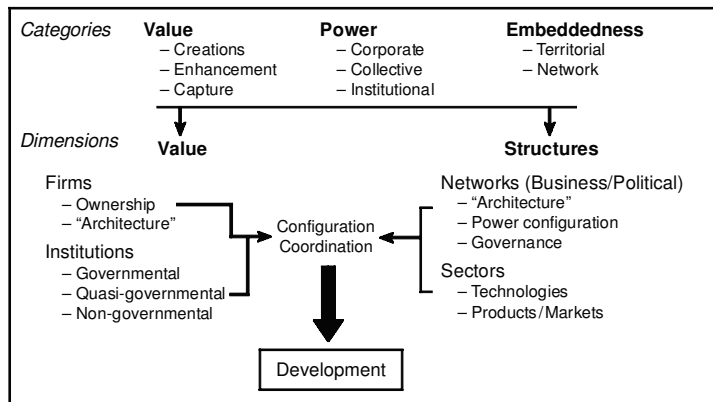 Categories
Value
– Creations
– Enhancement
– Capture
Power
– Corporate
– Collective
– Institutional
Embeddedness
– Territorial
– Network
Dimensions
Value
Structures
Firms
– Ownership
– “Architecture”
Institutions
– Governmental
– Quasi-governmental
– Non-governmental
Configuration
Coordination
Networks (Business/Political)
– “Architecture”
– Power configuration
– Governance
Sectors
– Technologies
– Products/Markets
Development